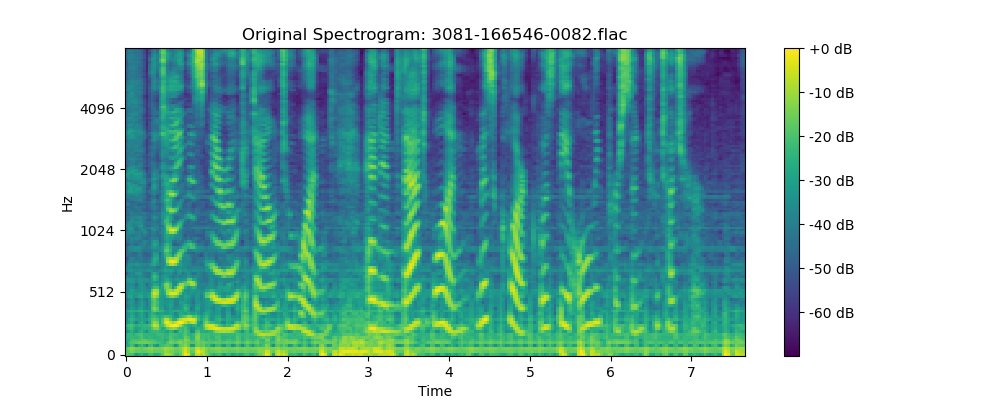 Original Spectrogram: 3081-166546-0082.flac
Hz
4096
2048
1024
512
0
0 1 2 3 4 5 6 7
Time
+0 dB
-10 dB
-20 dB
-30 dB
-40 dB
-50 dB
-60 dB